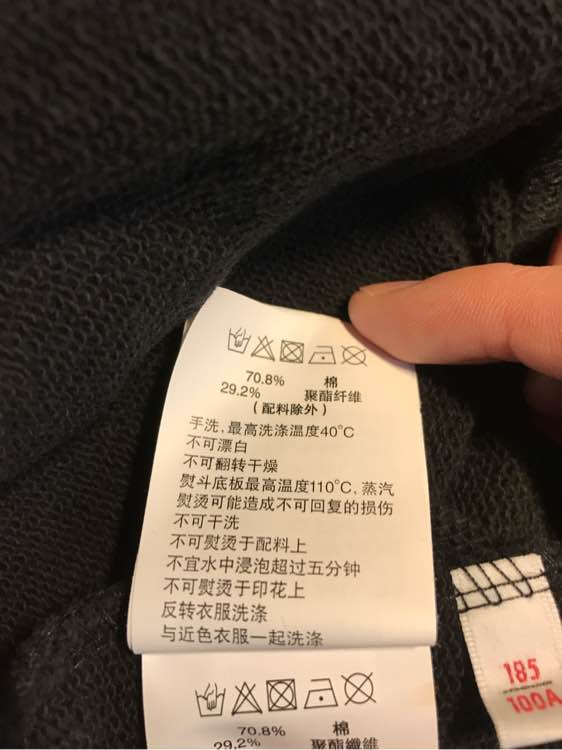 70.8% 棉
29.2% 聚酯纤维
(配料除外)
手洗,最高洗涤温度40°C
不可漂白
不可翻转干燥
熨斗底板最高温度110°C, 蒸汽
熨烫可能造成不可回复的损伤
不可干洗
不可熨烫于配料上
不宜水中浸泡超过五分钟
不可熨烫于印花上
反转衣服洗涤
与近色衣服一起洗涤
185
100A
70.8% 棉
29.2% 聚酯纖維